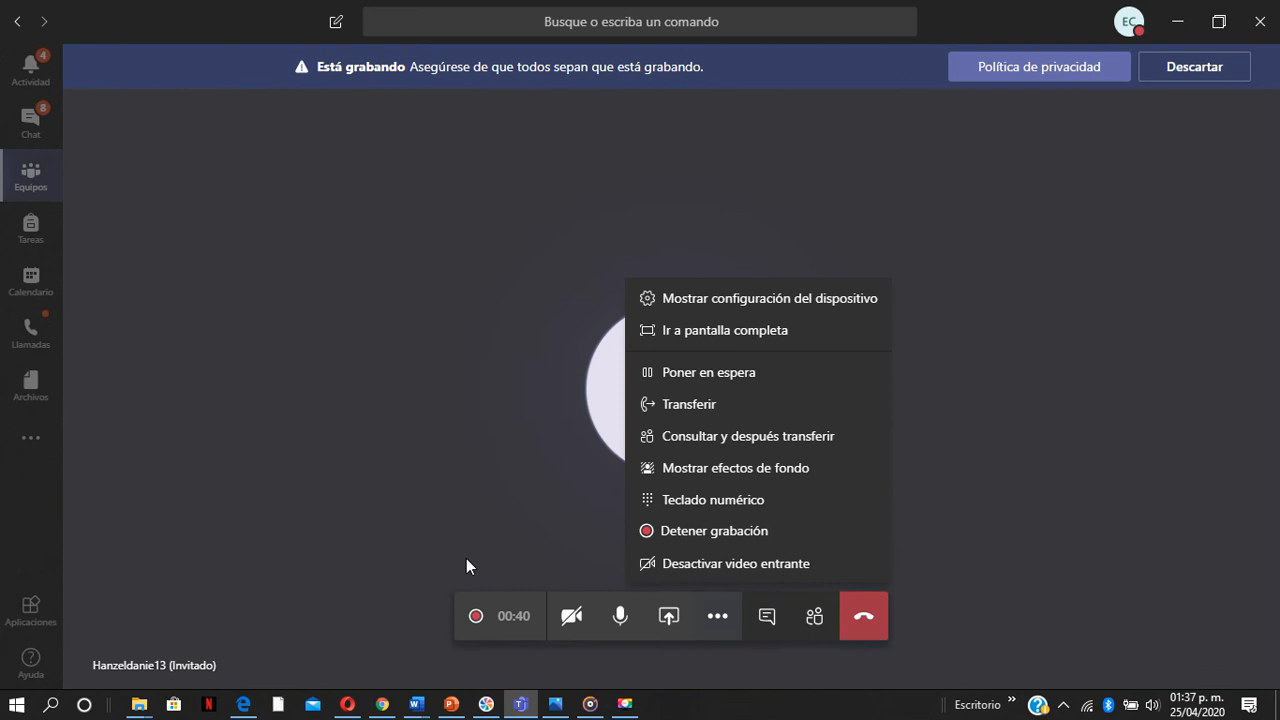 Busque o escriba un comando
EC
Está grabando Asegúrese de que todos sepan que está grabando.
Política de privacidad
Descartar
4
Actividad
8
Chat
Equipos
Tareas
Calendario
Llamadas
Archivos
Aplicaciones
Ayuda
Mostrar configuración del dispositivo
Ir a pantalla completa
Poner en espera
Transferir
Consultar y después transferir
Mostrar efectos de fondo
Teclado numérico
Detener grabación
Desactivar video entrante
00:40
Hanzeldanie13 (Invitado)
Escritorio
01:37 p. m.
25/04/2020